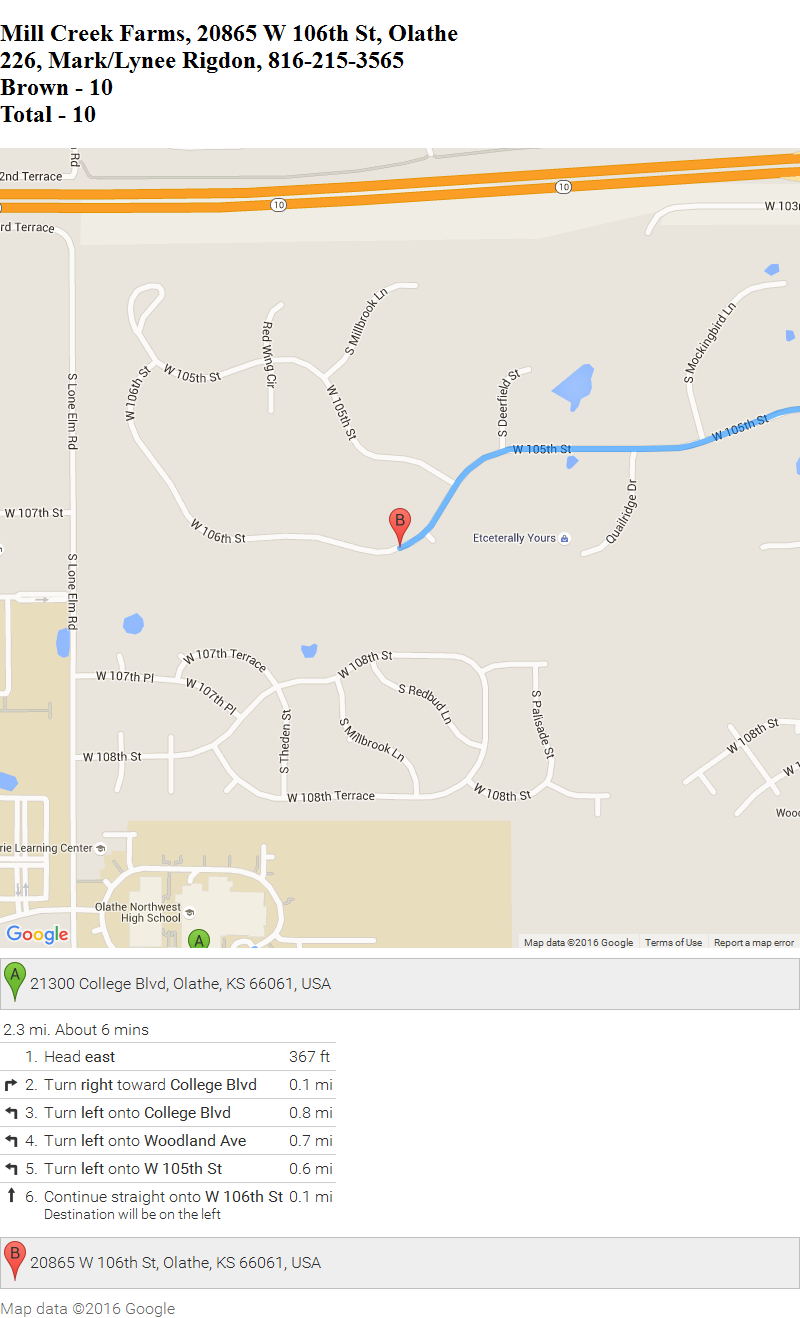 Mill Creek Farms, 20865 W 106th St, Olathe
226, Mark/Lynee Rigdon, 816-215-3565
Brown - 10
Total - 10
Rd
2nd Terrace
10
10
W 103r
rd Terrace
S Mockingbird Ln
S Millbrook Ln
Red Wing Cir
W 105th St
W 106th St
S Lone Elm Rd
S Deerfield St
W 105th St
W 105th St
W 105th St
Quailridge Dr
W 107th St
B
W 106th St
Etceterally Yours
S Lone Elm Rd
W 107th Terrace
W 108th St
W 107th Pl
W 107th Pl
S Redbud Ln
S Palisade St
S Theden St
S Millbrook Ln
W 108th St
W 108th St
W 1
W 108th Terrace
W 108th St
Wood
rie Learning Center
Olathe Northwest
High School
A
Google
Map data ©2016 Google
Terms of Use
Report a map error
A
21300 College Blvd, Olathe, KS 66061, USA
2.3 mi. About 6 mins
1. Head east 367 ft
2. Turn right toward College Blvd 0.1 mi
3. Turn left onto College Blvd 0.8 mi
4. Turn left onto Woodland Ave 0.7 mi
5. Turn left onto W 105th St 0.6 mi
6. Continue straight onto W 106th St 0.1 mi
Destination will be on the left
B
20865 W 106th St, Olathe, KS 66061, USA
Map data ©2016 Google